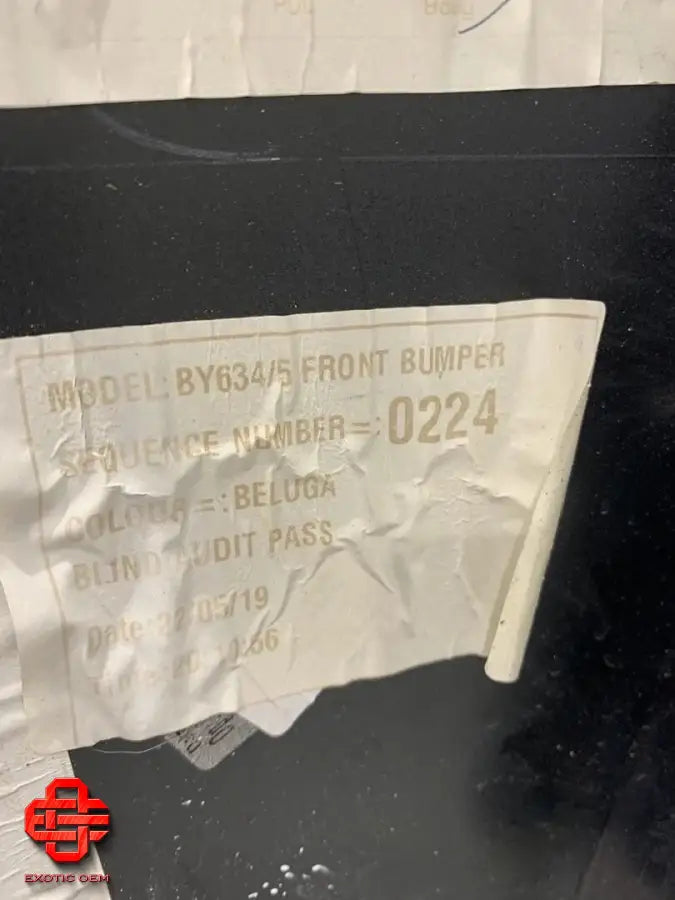 Body
MODEL: BY634/5 FRONT BUMPER
SEQUENCE NUMBER=:0224
COLOUR=:BELUGA
BLIND AUDIT PASS
Date:22/05/19
EXOTIC OEM